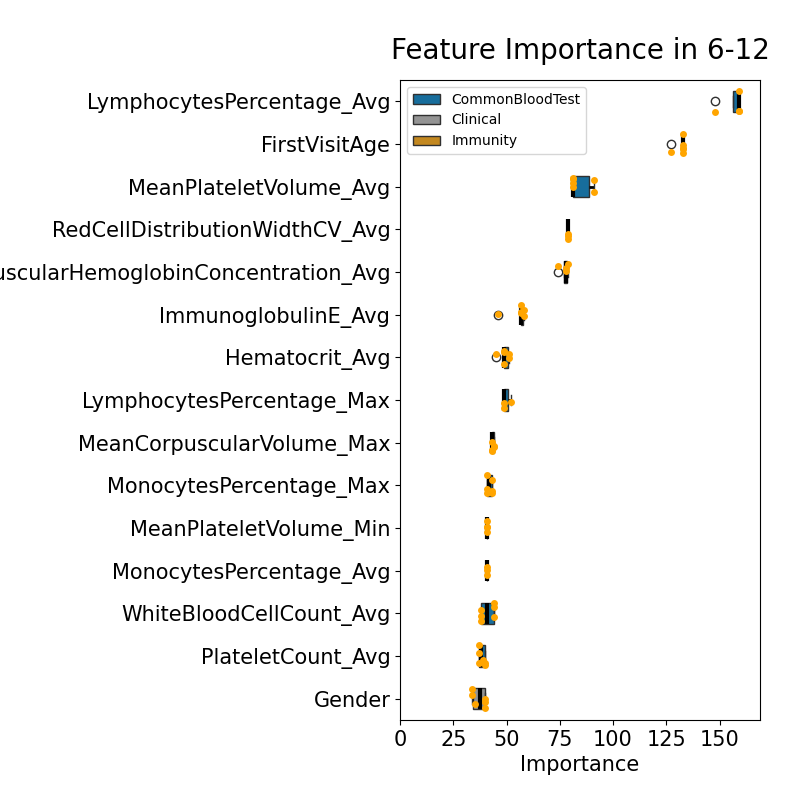 Feature Importance in 6-12
LymphocytesPercentage_Avg
FirstVisitAge
MeanPlateletVolume_Avg
RedCellDistributionWidthCV_Avg
uscularHemoglobinConcentration_Avg
ImmunoglobulinE_Avg
Hematocrit_Avg
LymphocytesPercentage_Max
MeanCorpuscularVolume_Max
MonocytesPercentage_Max
MeanPlateletVolume_Min
MonocytesPercentage_Avg
WhiteBloodCellCount_Avg
PlateletCount_Avg
Gender
CommonBloodTest
Clinical
Immunity
0 25 50 75 100 125 150
Importance